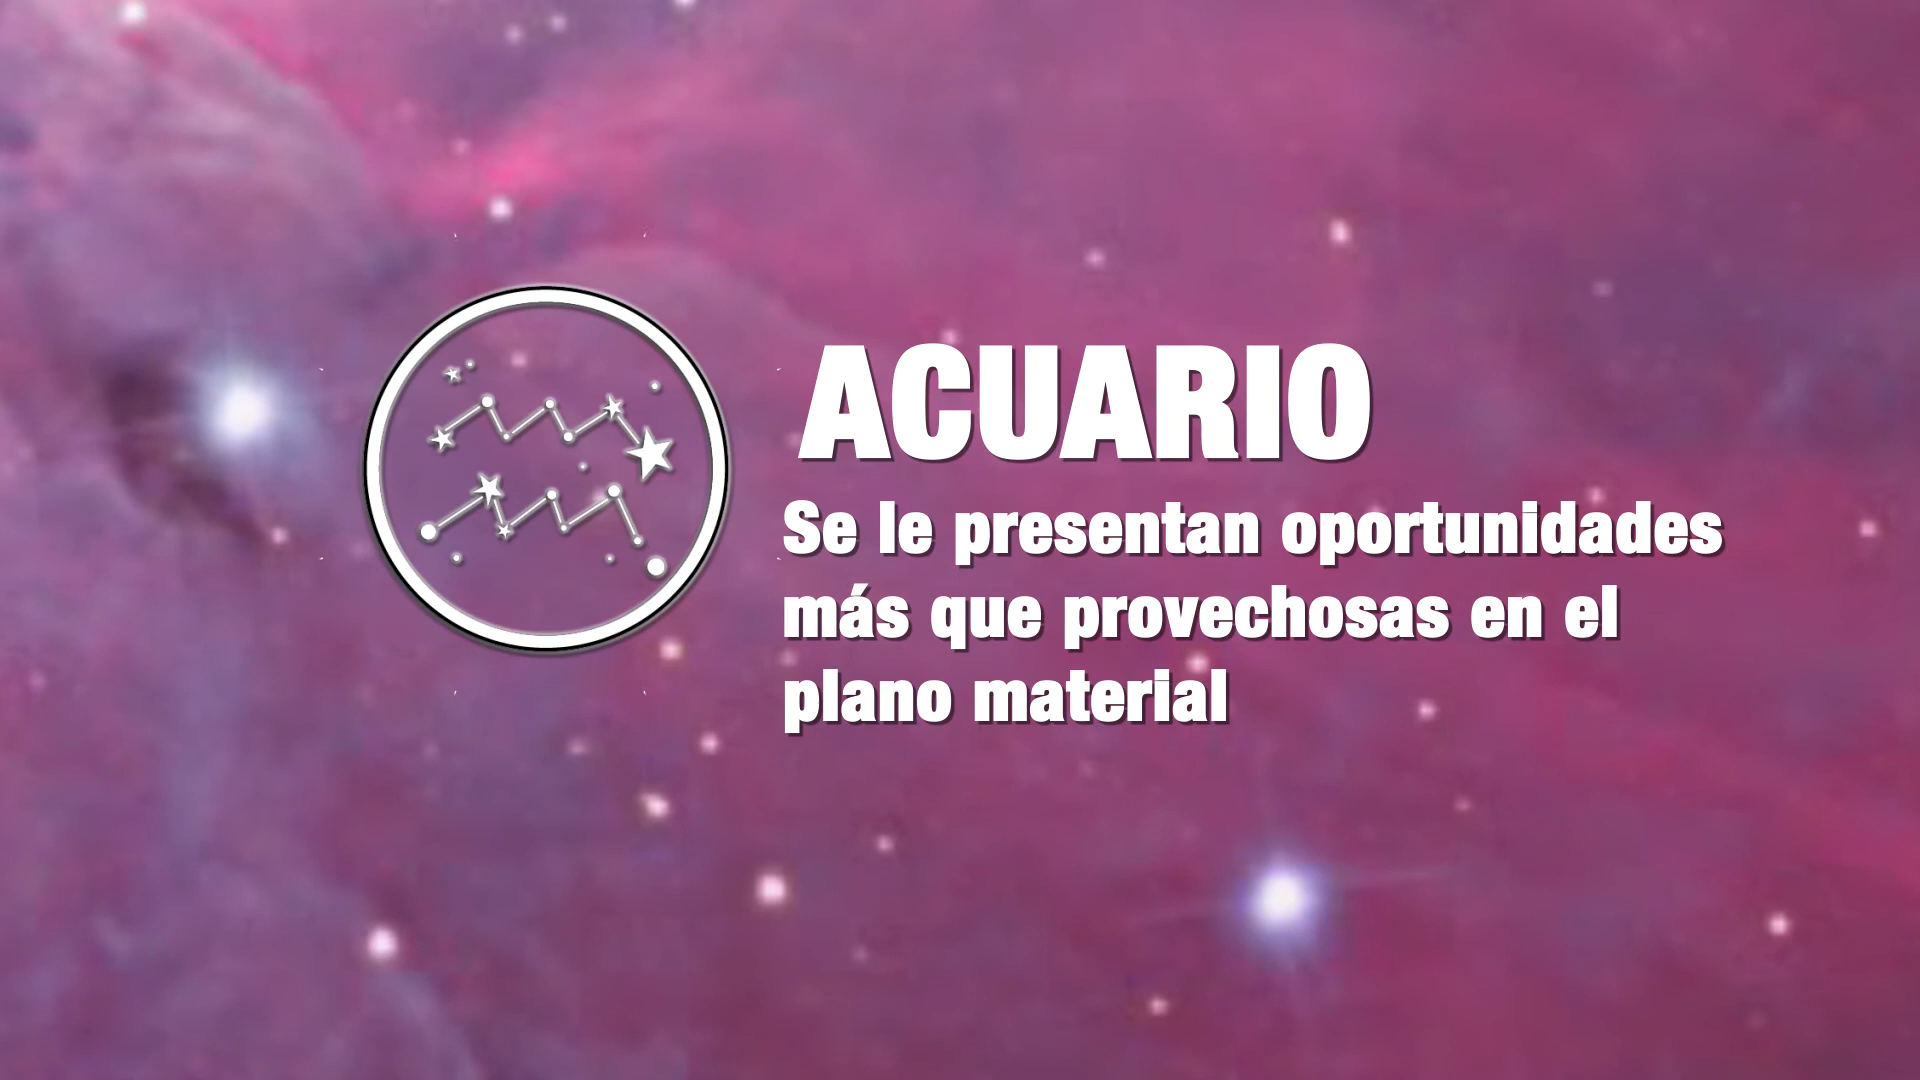 ACUARIO
Se le presentan oportunidades
más que provechosas en el
plano material